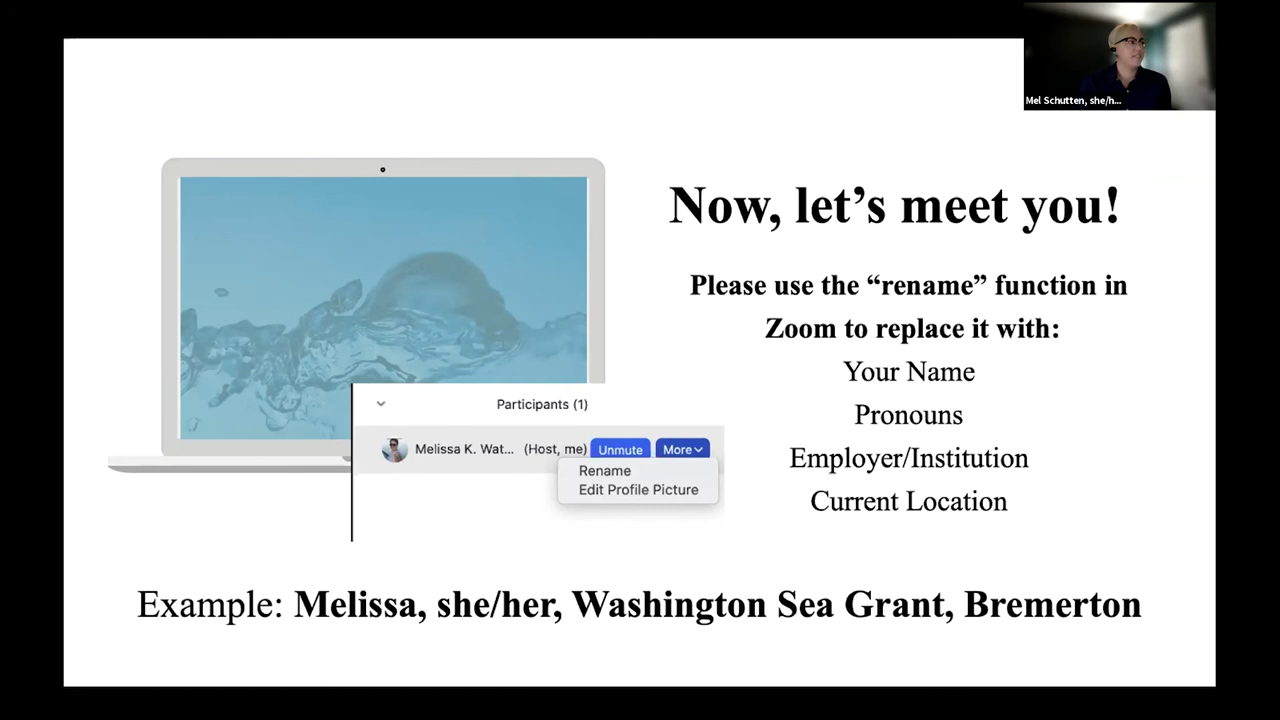 Mel Schutten, she/h...
Now, let's meet you!
Please use the “rename” function in
Zoom to replace it with:
Your Name
Pronouns
Employer/Institution
Current Location
Participants (1)
Melissa K. Wat... (Host, me) Unmute More
Rename
Edit Profile Picture
Example: Melissa, she/her, Washington Sea Grant, Bremerton